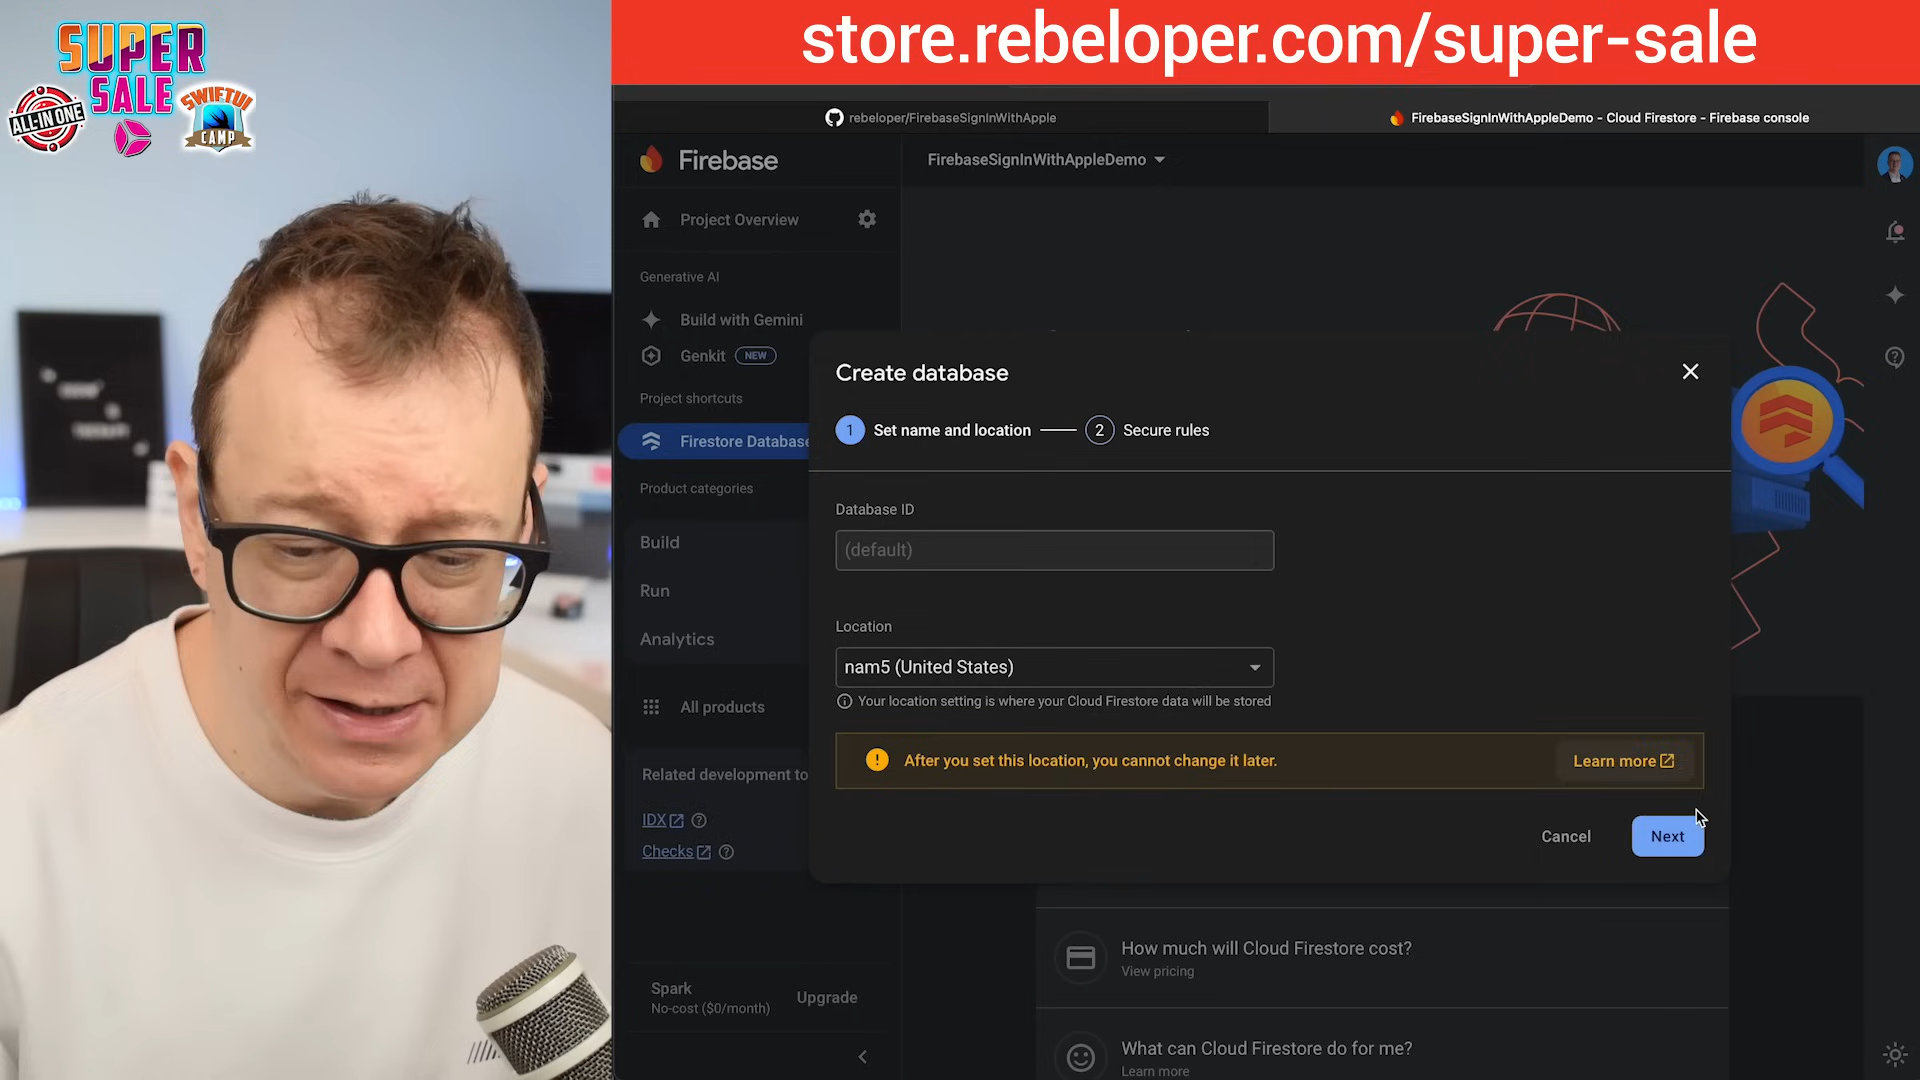 SUPER
SALE
ALL-IN-ONE
SWIFTUI
CAMP
store.rebeloper.com/super-sale
rebeloper/FirebaseSignInWithApple
FirebaseSignInWithAppleDemo - Cloud Firestore - Firebase console
Firebase
FirebaseSignInWithAppleDemo
Project Overview
Generative AI
Build with Gemini
Genkit
NEW
Project shortcuts
Firestore Database
Product categories
Build
Run
Analytics
All products
Related development to
IDX
Checks
Spark
No-cost ($0/month)
Upgrade
Create database
1
Set name and location
2
Secure rules
Database ID
(default)
Location
nam5 (United States)
Your location setting is where your Cloud Firestore data will be stored
After you set this location, you cannot change it later.
Learn more
Cancel
Next
How much will Cloud Firestore cost?
View pricing
What can Cloud Firestore do for me?
Learn more